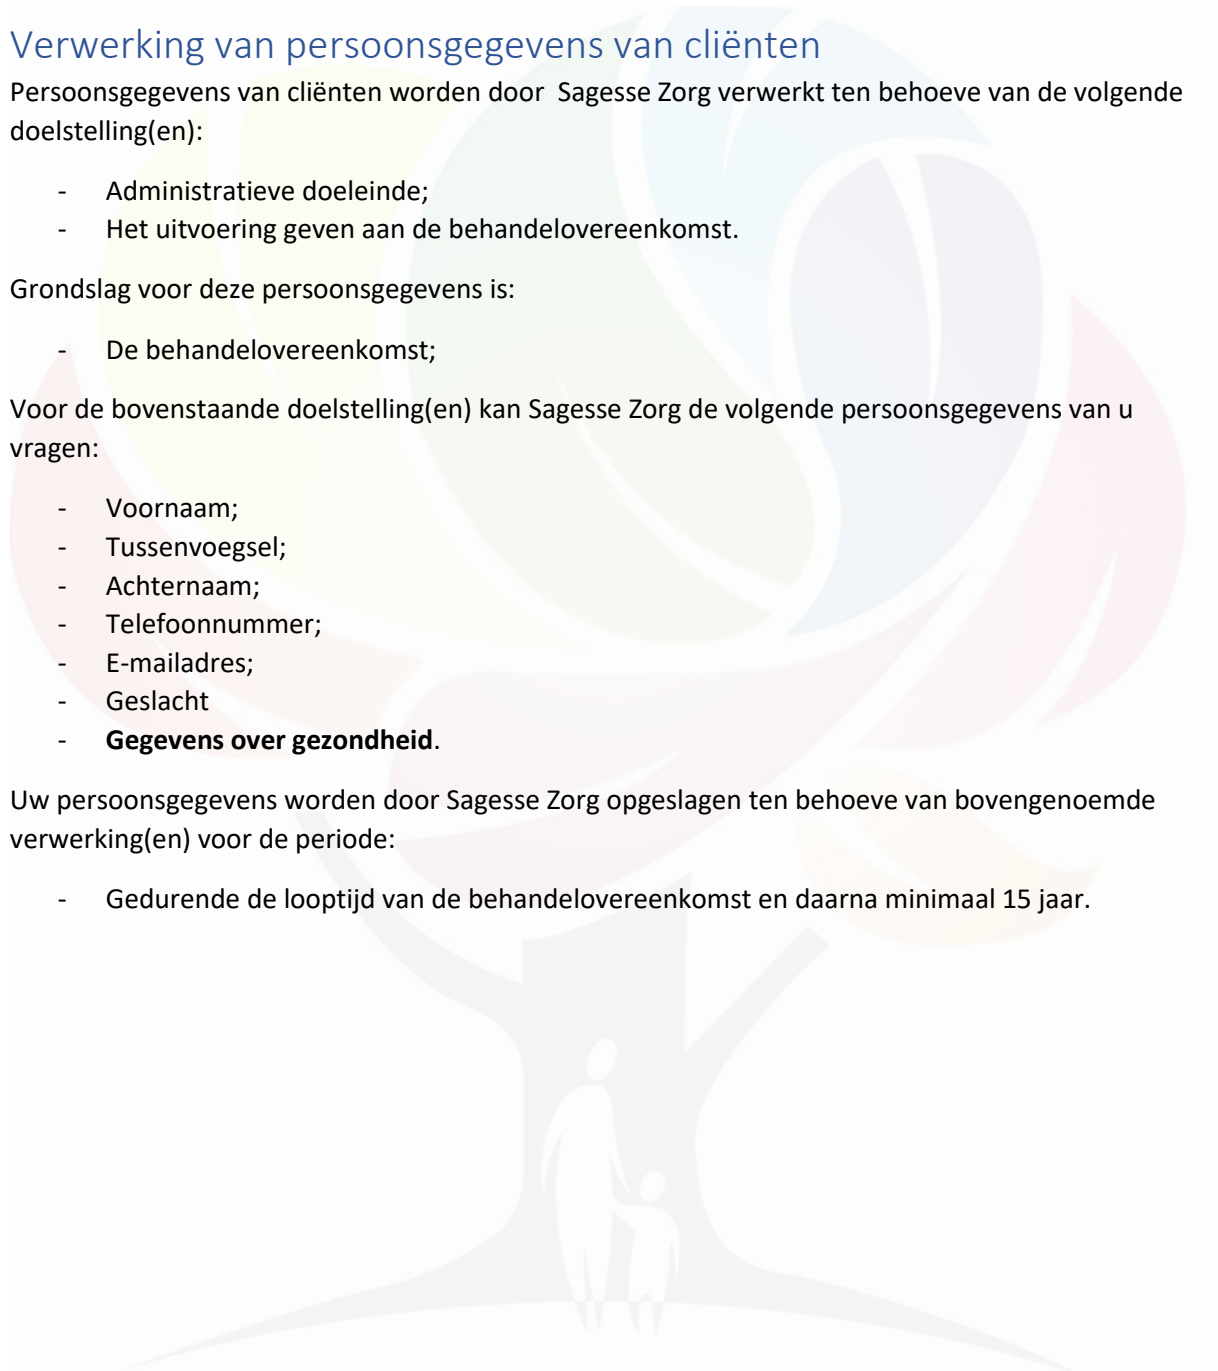 Verwerking van persoonsgegevens van cliënten
Persoonsgegevens van cliënten worden door  Sagesse Zorg verwerkt ten behoeve van de volgende
doelstelling(en):
- Administratieve doeleinde;
- Het uitvoering geven aan de behandelovereenkomst.
Grondslag voor deze persoonsgegevens is:
- De behandelovereenkomst;
Voor de bovenstaande doelstelling(en) kan Sagesse Zorg de volgende persoonsgegevens van u
vragen:
- Voornaam;
- Tussenvoegsel;
- Achternaam;
- Telefoonnummer;
- E-mailadres;
- Geslacht
- Gegevens over gezondheid.
Uw persoonsgegevens worden door Sagesse Zorg opgeslagen ten behoeve van bovengenoemde
verwerking(en) voor de periode:
- Gedurende de looptijd van de behandelovereenkomst en daarna minimaal 15 jaar.